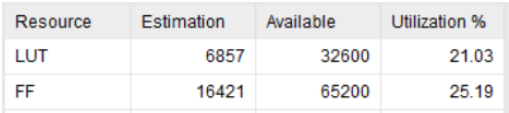 Resource Estimation Available Utilization %
LUT 6857 32600 21.03
FF 16421 65200 25.19